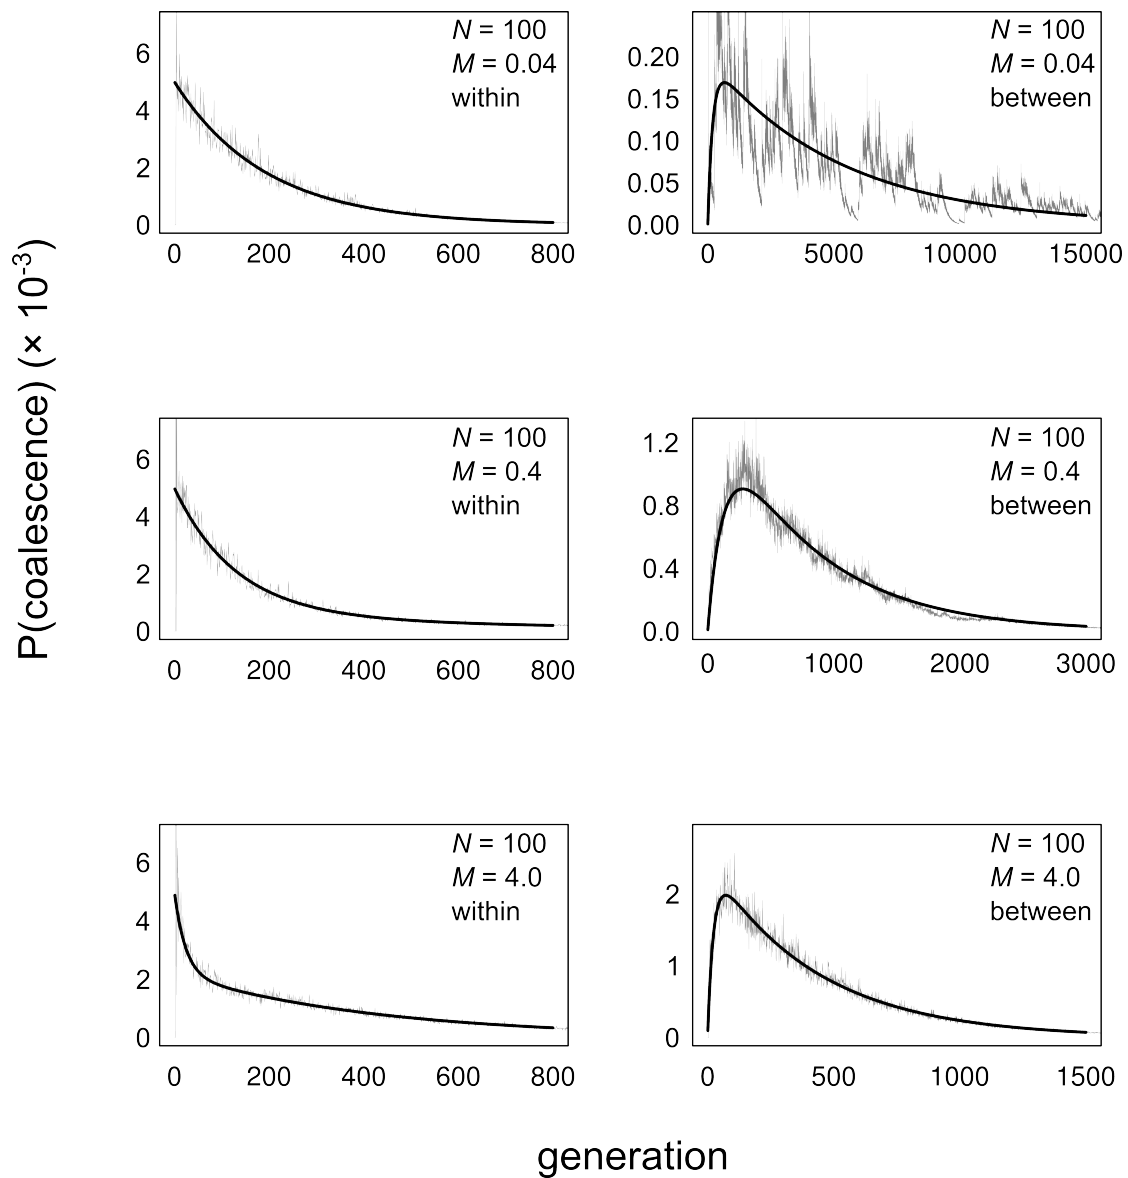 P(coalescence) (× 10⁻³)
N = 100
M = 0.04
within
6
4
2
0
0 200 400 600 800
N = 100
M = 0.04
between
0.20
0.15
0.10
0.05
0.00
0 5000 10000 15000
N = 100
M = 0.4
within
6
4
2
0
0 200 400 600 800
N = 100
M = 0.4
between
1.2
0.8
0.4
0.0
0 1000 2000 3000
N = 100
M = 4.0
within
6
4
2
0
0 200 400 600 800
N = 100
M = 4.0
between
2
1
0
0 500 1000 1500
generation